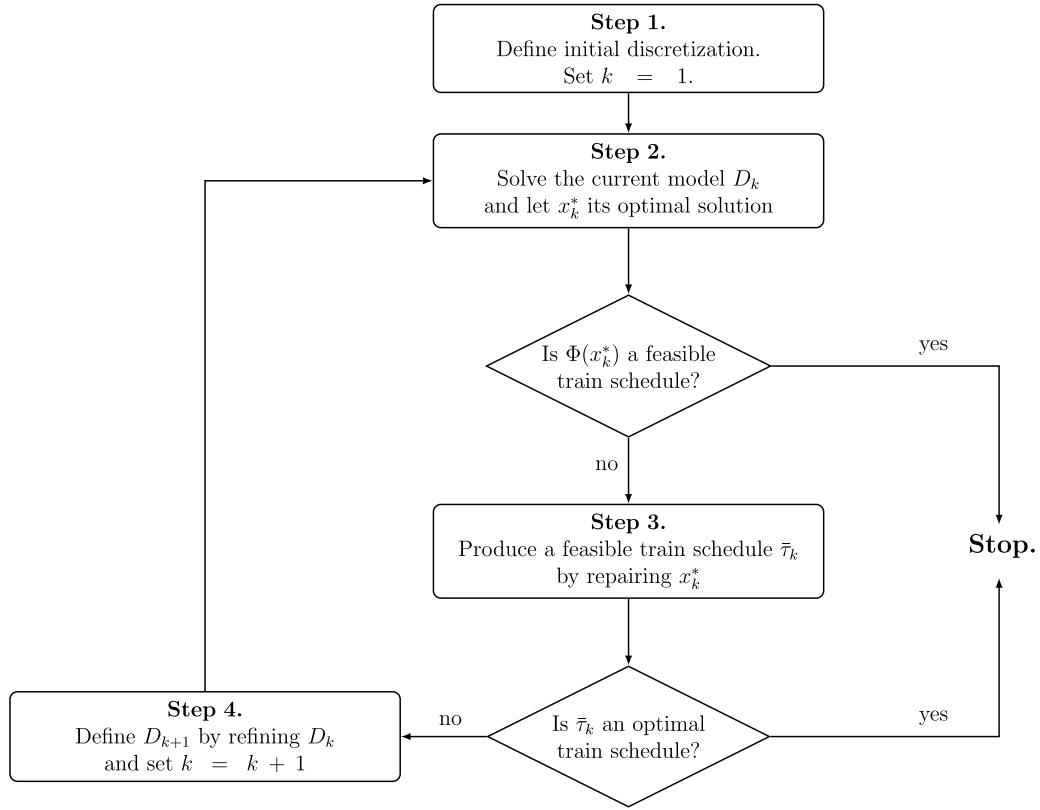 Step 1.
Define initial discretization.
Set k = 1.
Step 2.
Solve the current model D_k
and let x_k^* its optimal solution
Is Φ(x_k^*) a feasible
train schedule?
yes
no
Step 3.
Produce a feasible train schedule τ̄_k
by repairing x_k^*
Stop.
Step 4.
Define D_{k+1} by refining D_k
and set k = k + 1
no
Is τ̄_k an optimal
train schedule?
yes